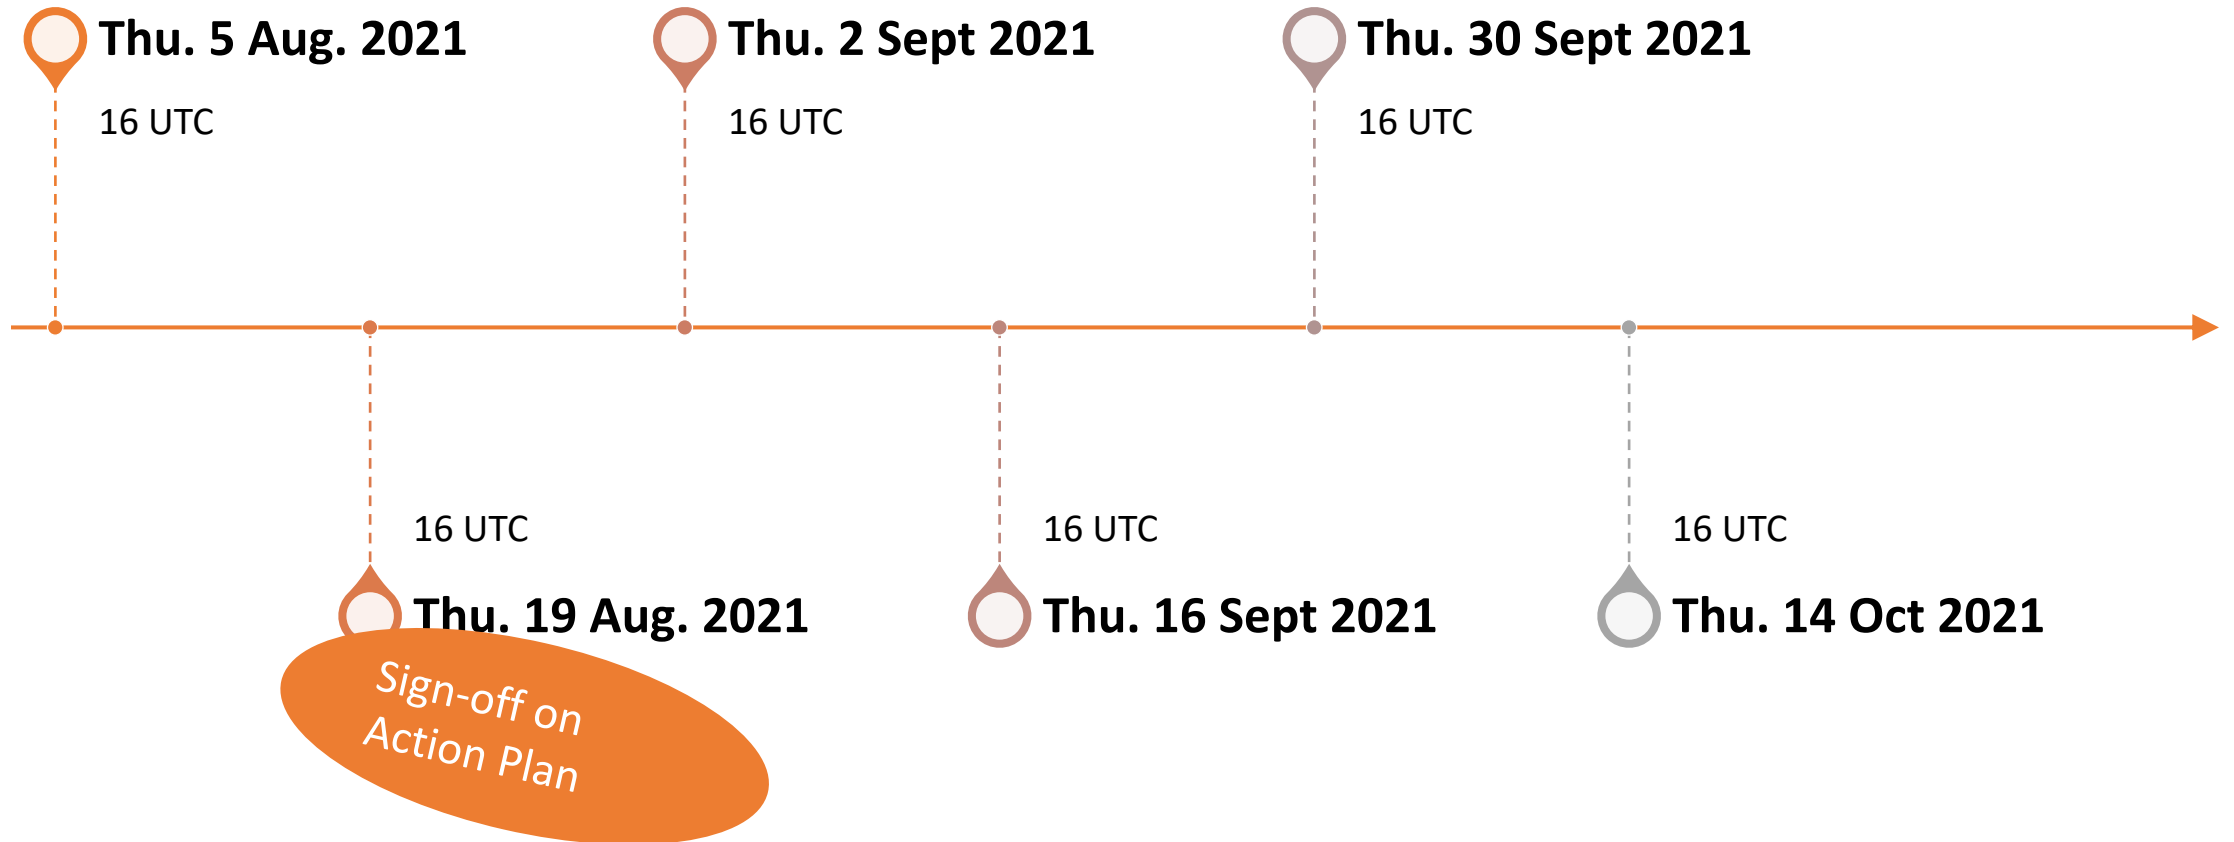 Thu. 5 Aug. 2021
16 UTC
Thu. 2 Sept 2021
16 UTC
Thu. 30 Sept 2021
16 UTC
16 UTC
Thu. 19 Aug. 2021
Sign-off on
Action Plan
16 UTC
Thu. 16 Sept 2021
16 UTC
Thu. 14 Oct 2021